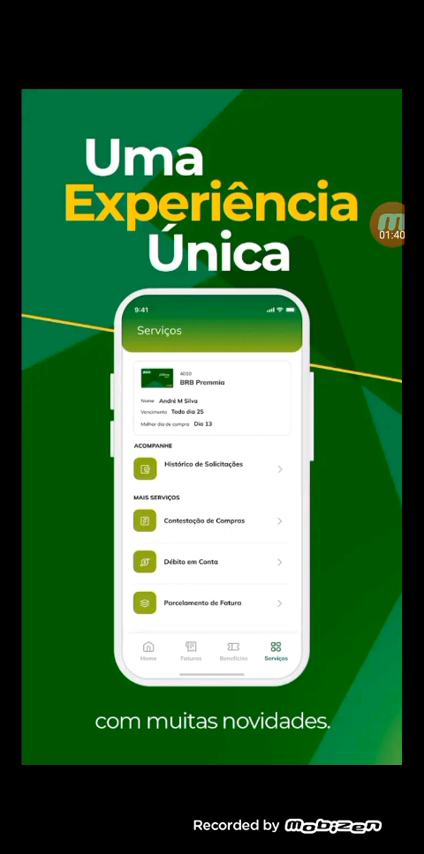 Uma
Experiência
Única
01:40
9:41
Serviços
4010
BRB Premmia
Nome André M Silva
Vencimento Todo dia 25
Melhor dia de compra Dia 13
ACOMPANHE
Histórico de Solicitações
MAIS SERVIÇOS
Contestação de Compras
Débito em Conta
Parcelamento de Fatura
Home Faturas Benefícios Serviços
com muitas novidades.
Recorded by mobizen